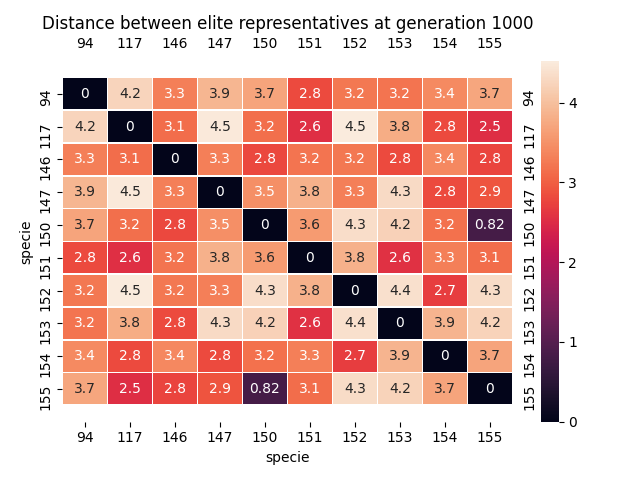 Distance between elite representatives at generation 1000
94 117 146 147 150 151 152 153 154 155
94 0 4.2 3.3 3.9 3.7 2.8 3.2 3.2 3.4 3.7 94
117 4.2 0 3.1 4.5 3.2 2.6 4.5 3.8 2.8 2.5 117
146 3.3 3.1 0 3.3 2.8 3.2 3.2 2.8 3.4 2.8 146
147 3.9 4.5 3.3 0 3.5 3.8 3.3 4.3 2.8 2.9 147
150 3.7 3.2 2.8 3.5 0 3.6 4.3 4.2 3.2 0.82 150
151 2.8 2.6 3.2 3.8 3.6 0 3.8 2.6 3.3 3.1 151
152 3.2 4.5 3.2 3.3 4.3 3.8 0 4.4 2.7 4.3 152
153 3.2 3.8 2.8 4.3 4.2 2.6 4.4 0 3.9 4.2 153
154 3.4 2.8 3.4 2.8 3.2 3.3 2.7 3.9 0 3.7 154
155 3.7 2.5 2.8 2.9 0.82 3.1 4.3 4.2 3.7 0 155
94 117 146 147 150 151 152 153 154 155
specie
specie
4
3
2
1
0